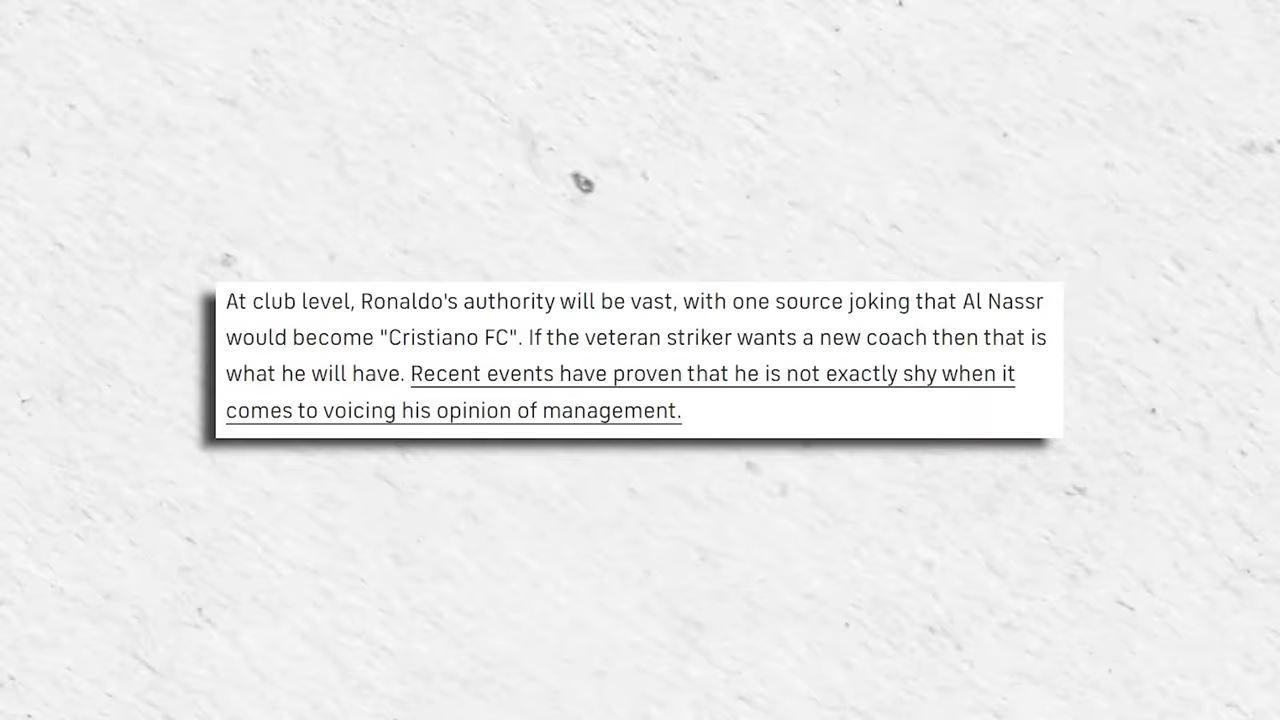 At club level, Ronaldo's authority will be vast, with one source joking that Al Nassr
would become "Cristiano FC". If the veteran striker wants a new coach then that is
what he will have. Recent events have proven that he is not exactly shy when it
comes to voicing his opinion of management.